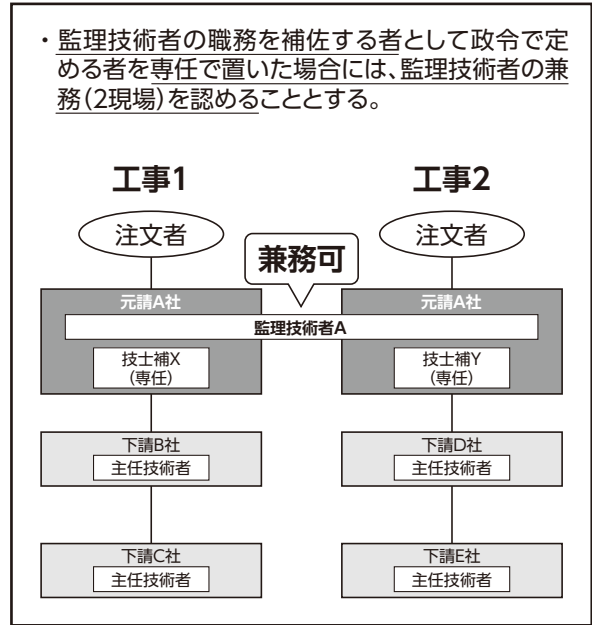 ・監理技術者の職務を補佐する者として政令で定
める者を専任で置いた場合には、監理技術者の兼
務(2現場)を認めることとする。
工事1
工事2
注文者
注文者
兼務可
元請A社
元請A社
監理技術者A
技士補X
(専任)
技士補Y
(専任)
下請B社
主任技術者
下請D社
主任技術者
下請C社
主任技術者
下請E社
主任技術者